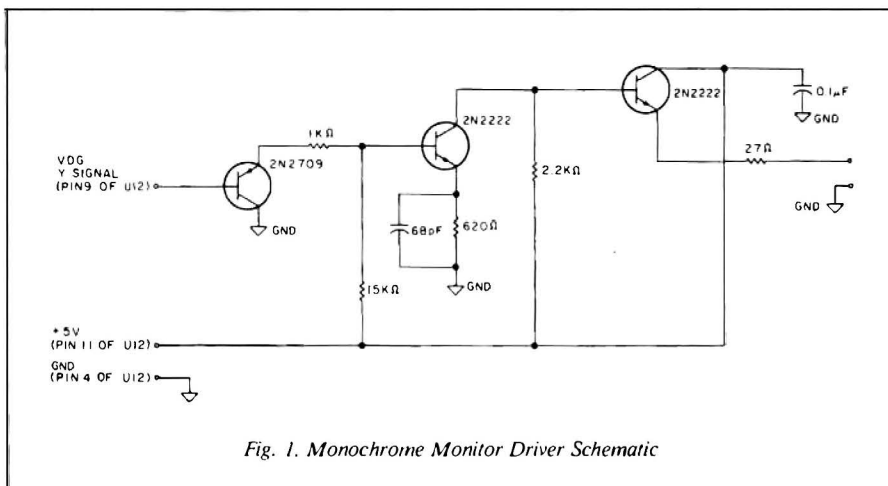 2N2222
0.1µF
GND
2N2222
1KΩ
2N2709
VDG
Y SIGNAL
(PIN 9 OF U12)
27Ω
2.2KΩ
GND
GND
68pF
620Ω
GND
15KΩ
+5V
(PIN 11 OF U12)
GND
(PIN 4 OF U12)
Fig. 1. Monochrome Monitor Driver Schematic